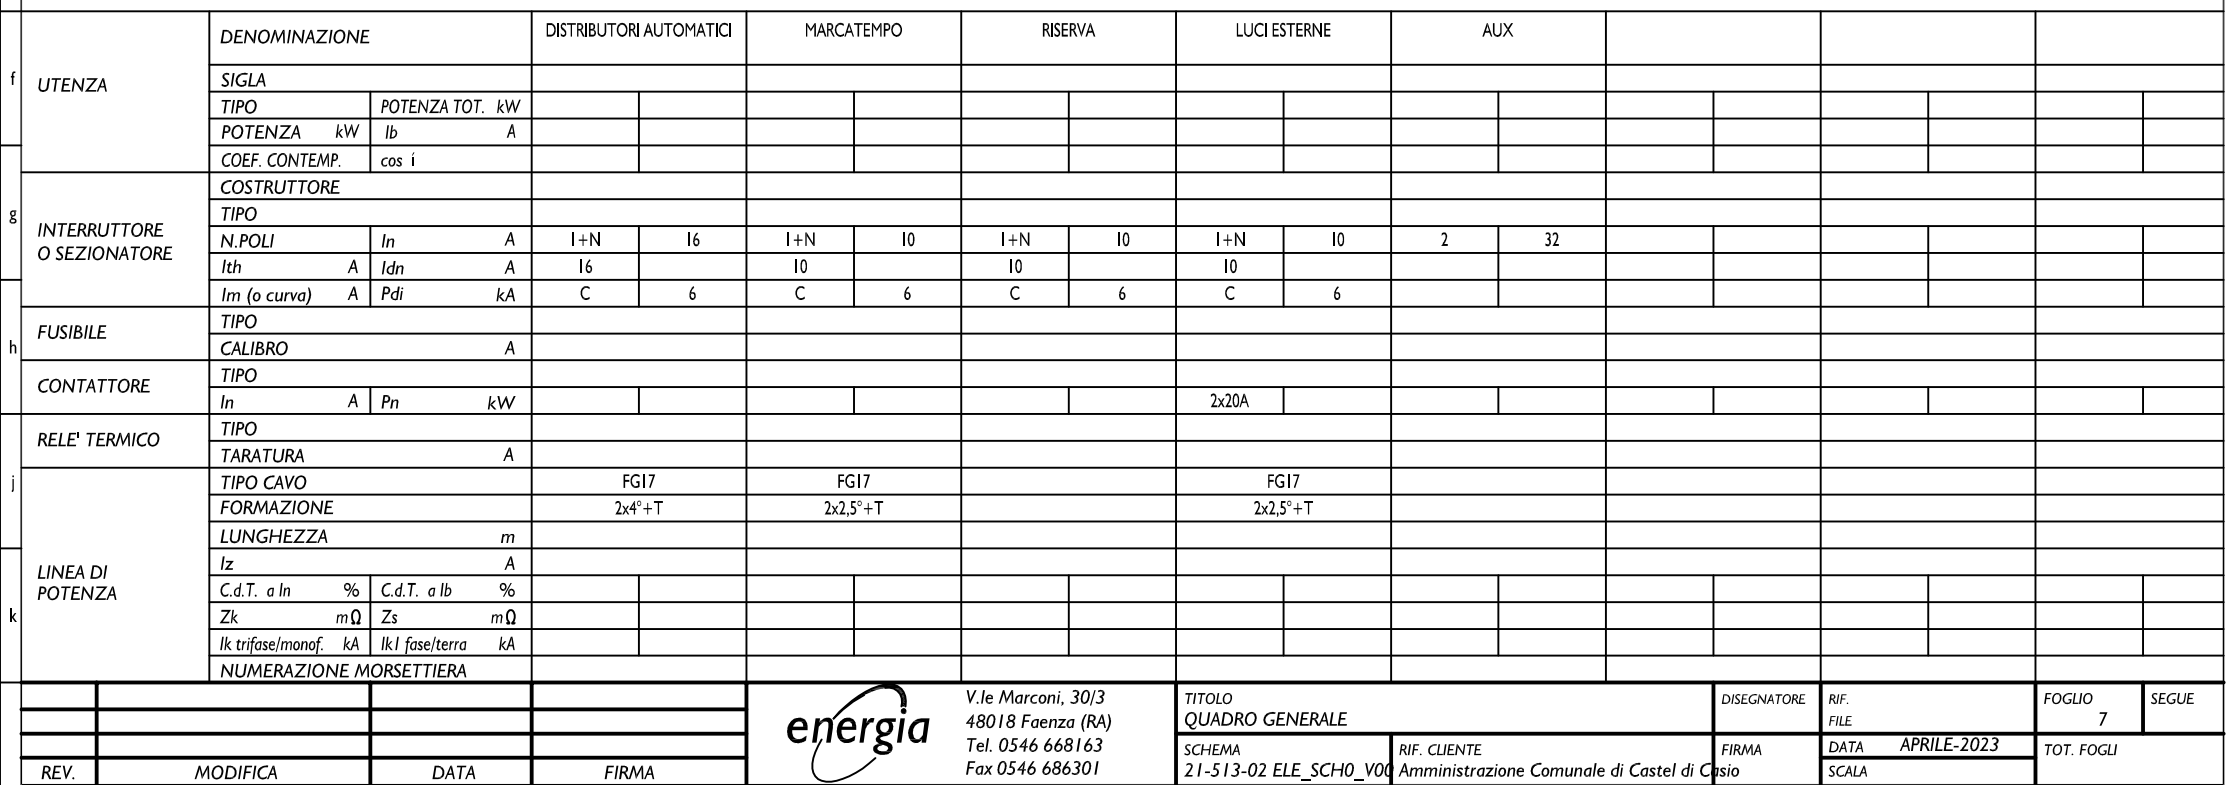 DENOMINAZIONE DISTRIBUTORI AUTOMATICI MARCATEMPO RISERVA LUCI ESTERNE AUX
f UTENZA
SIGLA
TIPO POTENZA TOT. kW
POTENZA kW Ib A
COEF. CONTEMP. cos í
COSTRUTTORE
g TIPO
INTERRUTTORE
O SEZIONATORE
N.POLI In A 1+N 16 1+N 10 1+N 10 1+N 10 2 32
Ith A Idn A 16 10 10 10
Im (o curva) A Pdi kA C 6 C 6 C 6 C 6
FUSIBILE
TIPO
h CALIBRO A
CONTATTORE
TIPO
In A Pn kW 2x20A
RELE' TERMICO
TIPO
TARATURA A
j TIPO CAVO FG17 FG17 FG17
FORMAZIONE 2x4°+T 2x2,5°+T 2x2,5°+T
LUNGHEZZA m
Iz A
LINEA DI
POTENZA
C.d.T. a In % C.d.T. a Ib %
k Zk mΩ Zs mΩ
Ik trifase/monof. kA Ik1 fase/terra kA
NUMERAZIONE MORSETTIERA
REV. MODIFICA DATA FIRMA
energia
V.le Marconi, 30/3
48018 Faenza (RA)
Tel. 0546 668163
Fax 0546 686301
TITOLO
QUADRO GENERALE
SCHEMA
21-513-02 ELE_SCH0_V00
RIF. CLIENTE
Amministrazione Comunale di Castel di Casio
DISEGNATORE
FIRMA
RIF.
FILE
DATA APRILE-2023
SCALA
FOGLIO
7
SEGUE
TOT. FOGLI